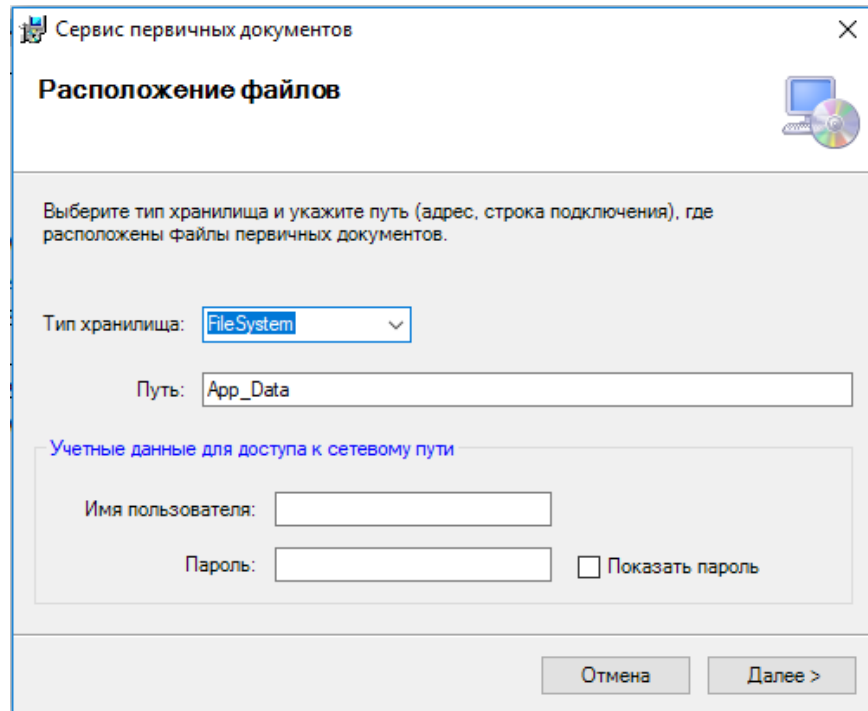 Сервис первичных документов
Расположение файлов
Выберите тип хранилища и укажите путь (адрес, строка подключения), где
расположены файлы первичных документов.
Тип хранилища: FileSystem
Путь: App_Data
Учетные данные для доступа к сетевому пути
Имя пользователя:
Пароль: Показать пароль
Отмена Далее >